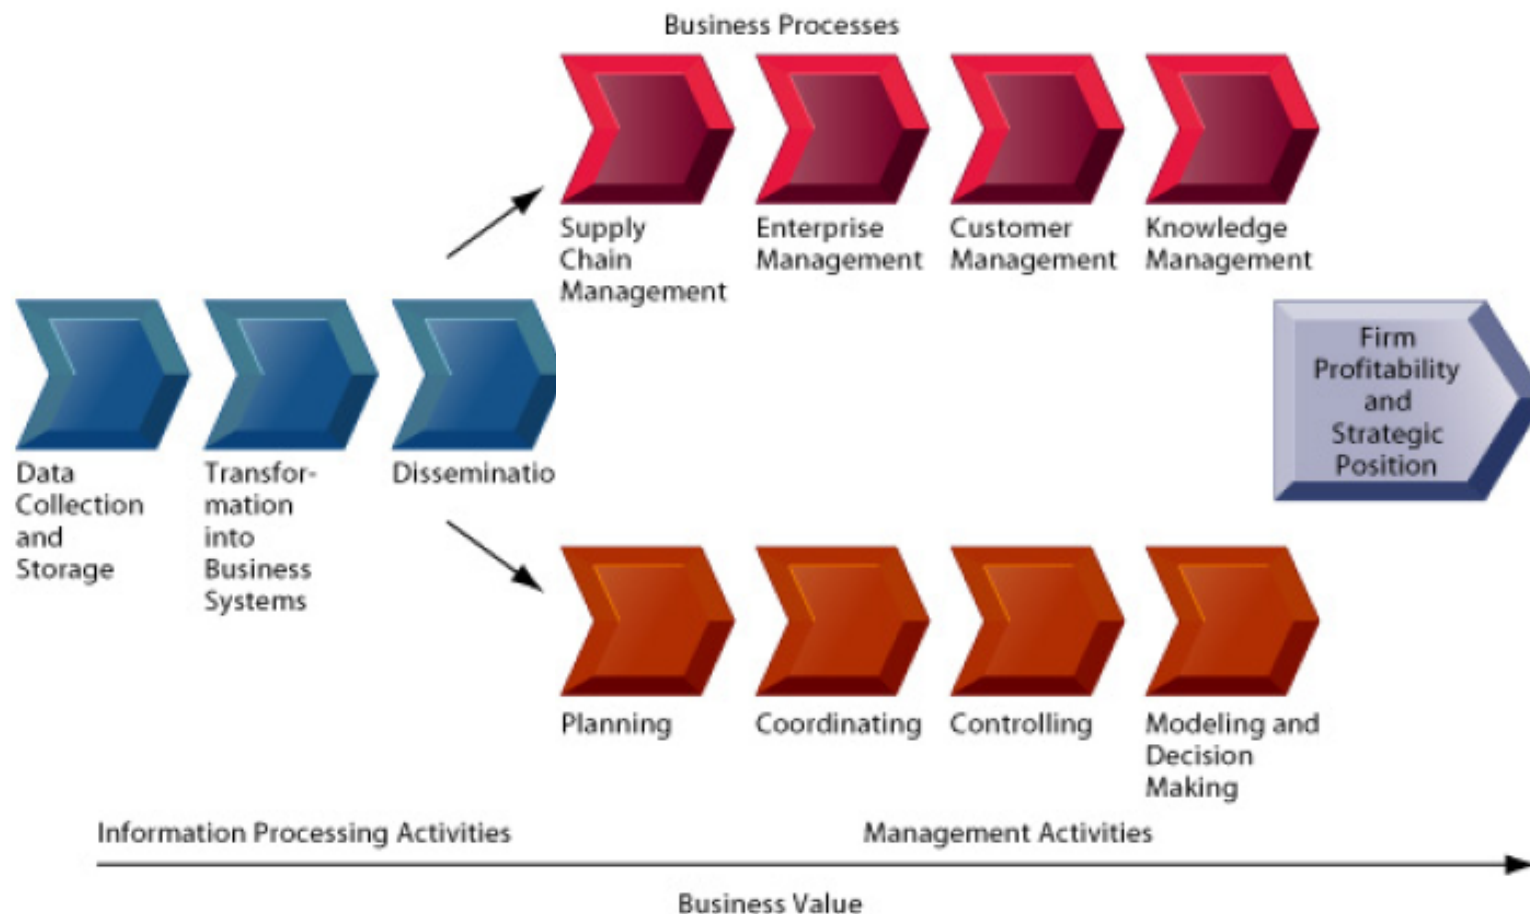 Business Processes
Supply
Chain
Management
Enterprise
Management
Customer
Management
Knowledge
Management
Data
Collection
and
Storage
Transfor-
mation
into
Business
Systems
Disseminatio
Firm
Profitability
and
Strategic
Position
Planning
Coordinating
Controlling
Modeling and
Decision
Making
Information Processing Activities
Management Activities
Business Value